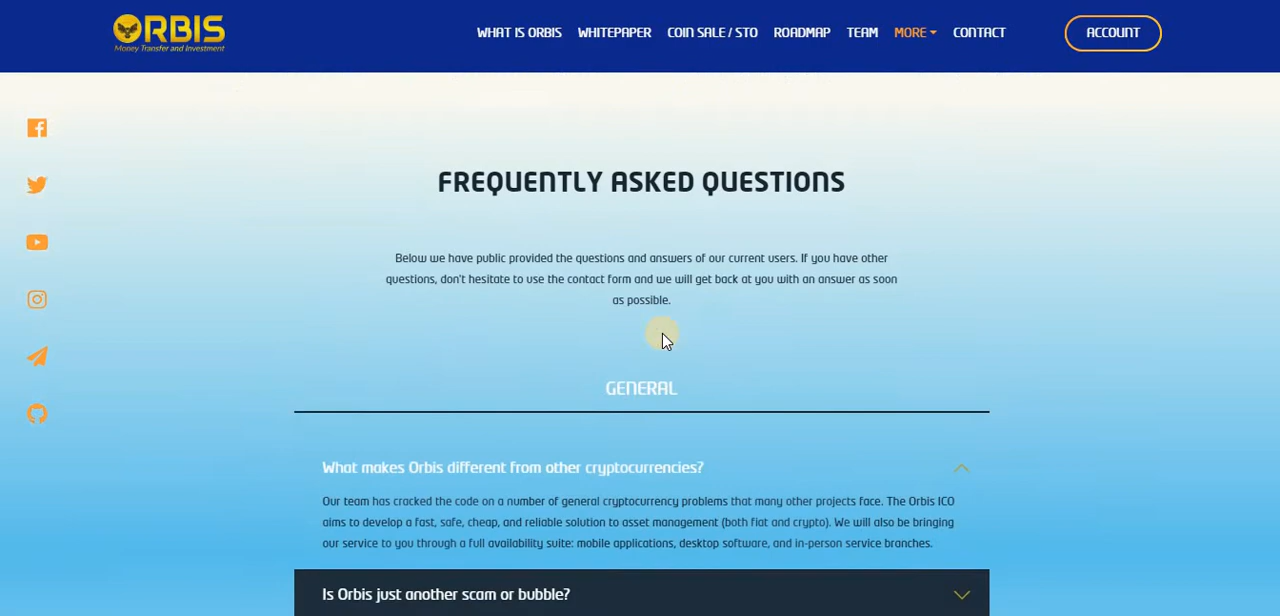 ORBIS
Money Transfer and Investment
WHAT IS ORBIS
WHITEPAPER
COIN SALE / STO
ROADMAP
TEAM
MORE
CONTACT
ACCOUNT
FREQUENTLY ASKED QUESTIONS
Below we have public provided the questions and answers of our current users. If you have other
questions, don't hesitate to use the contact form and we will get back at you with an answer as soon
as possible.
GENERAL
What makes Orbis different from other cryptocurrencies?
Our team has cracked the code on a number of general cryptocurrency problems that many other projects face. The Orbis ICO
aims to develop a fast, safe, cheap, and reliable solution to asset management (both fiat and crypto). We will also be bringing
our service to you through a full availability suite: mobile applications, desktop software, and in-person service branches.
Is Orbis just another scam or bubble?